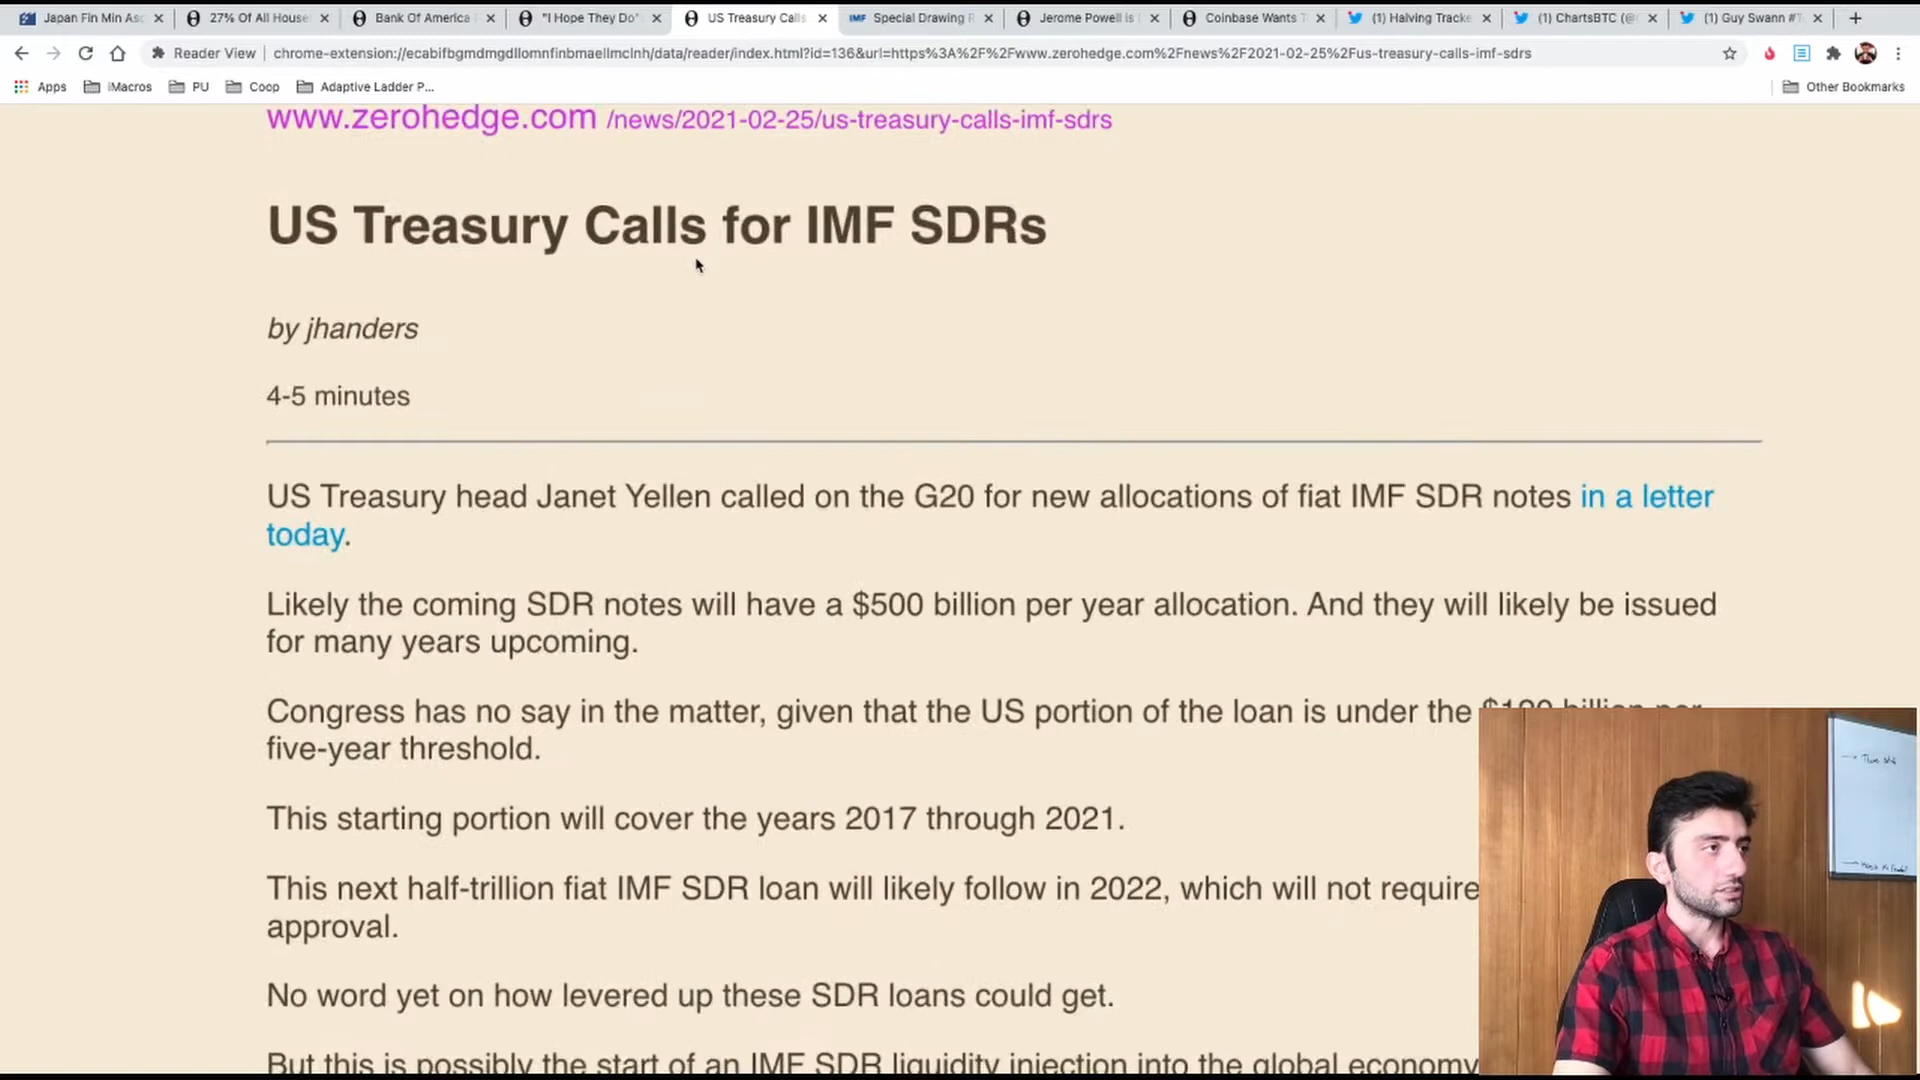 Japan Fin Min Aso
27% Of All House
Bank Of America
"I Hope They Do"
US Treasury Calls
IMF Special Drawing R
Jerome Powell is
Coinbase Wants T
(1) Halving Tracke
(1) ChartsBTC (@
(1) Guy Swann #T
Reader View
chrome-extension://ecabifbgmdmgdllomnfinbmaellmclnh/data/reader/index.html?id=136&url=https%3A%2F%2Fwww.zerohedge.com%2Fnews%2F2021-02-25%2Fus-treasury-calls-imf-sdrs
Apps iMacros PU Coop Adaptive Ladder P... Other Bookmarks
www.zerohedge.com /news/2021-02-25/us-treasury-calls-imf-sdrs
US Treasury Calls for IMF SDRs
by jhanders
4-5 minutes
US Treasury head Janet Yellen called on the G20 for new allocations of fiat IMF SDR notes in a letter
today.
Likely the coming SDR notes will have a $500 billion per year allocation. And they will likely be issued
for many years upcoming.
Congress has no say in the matter, given that the US portion of the loan is under the
five-year threshold.
This starting portion will cover the years 2017 through 2021.
This next half-trillion fiat IMF SDR loan will likely follow in 2022, which will not require
approval.
No word yet on how levered up these SDR loans could get.
But this is possibly the start of an IMF SDR liquidity injection into the global economy